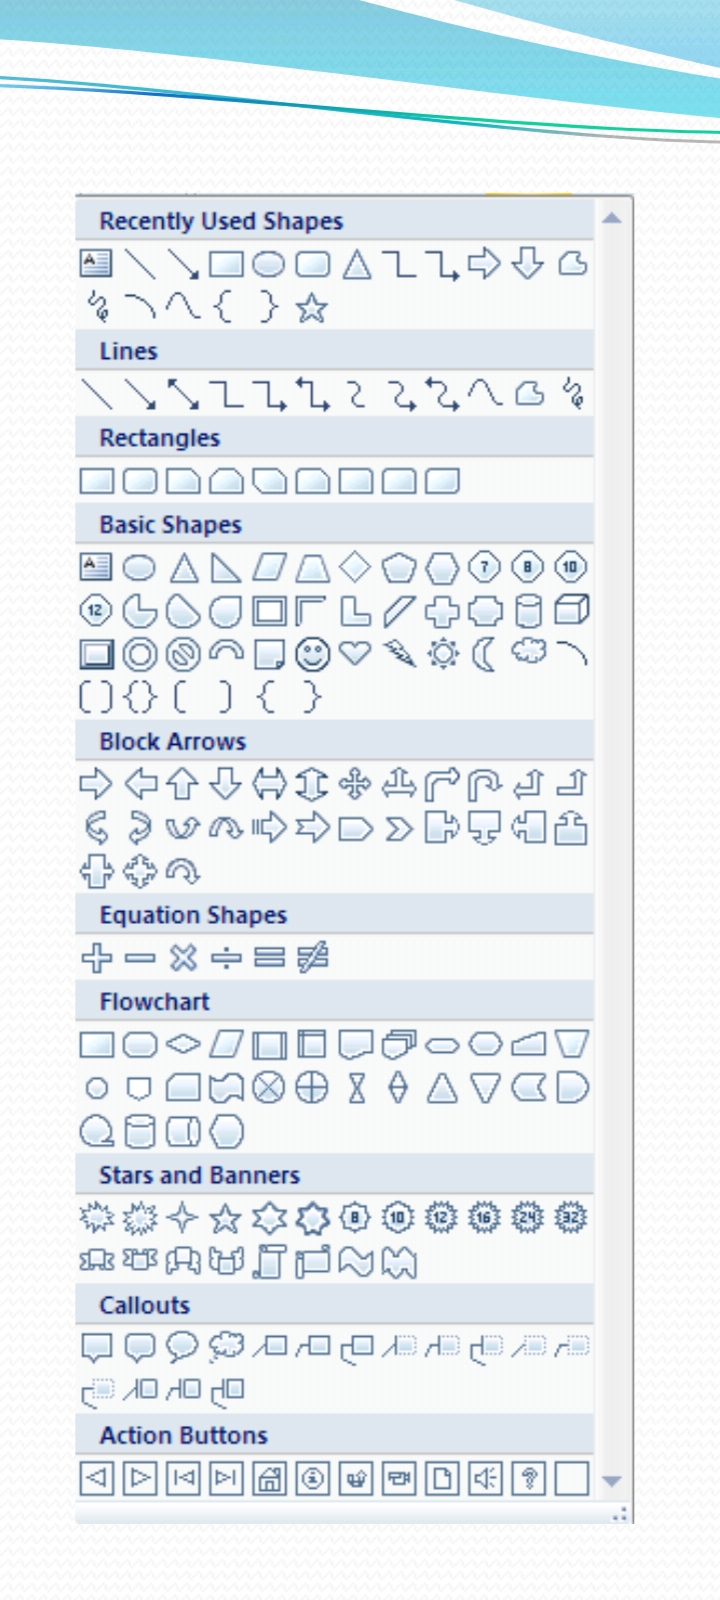 Recently Used Shapes
A
Lines
Rectangles
Basic Shapes
A 7 8 10
12
Block Arrows
Equation Shapes
Flowchart
Stars and Banners
8 10 12 16 24 32
Callouts
Action Buttons
i ?